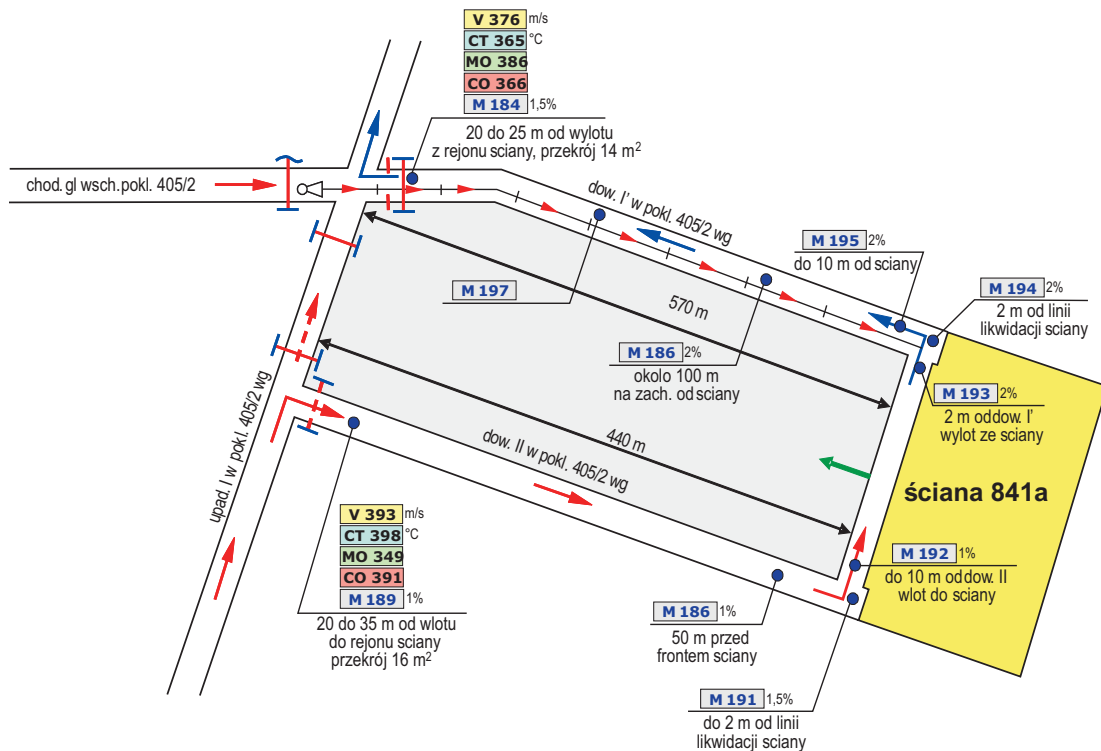 V 376 m/s
CT 365 °C
MO 386
CO 366
M 184 1,5%
20 do 25 m od wylotu
z rejonu sciany, przekrój 14 m²
chod. gl wsch. pokl. 405/2
dow. I' w pokl. 405/2 wg
M 195 2%
do 10 m od sciany
M 194 2%
2 m od linii
likwidacji sciany
M 197
570 m
M 186 2%
okolo 100 m
na zach. od sciany
M 193 2%
2 m od dow. I'
wylot ze sciany
upad. I w pokl. 405/2 wg
440 m
dow. II w pokl. 405/2 wg
ściana 841a
V 393 m/s
CT 398 °C
MO 349
CO 391
M 189 1%
20 do 35 m od wlotu
do rejonu sciany
przekrój 16 m²
M 192 1%
do 10 m od dow. II
wlot do sciany
M 186 1%
50 m przed
frontem sciany
M 191 1,5%
do 2 m od linii
likwidacji sciany